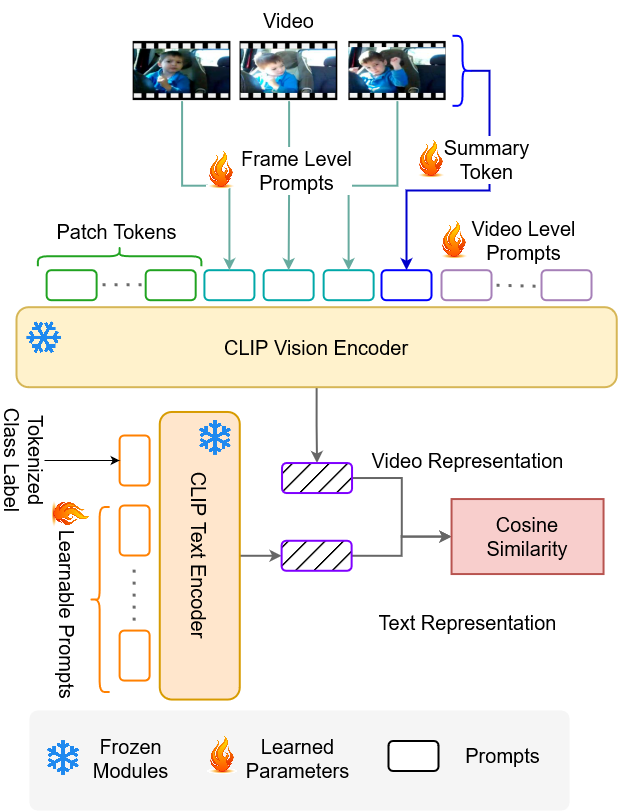 Video
Frame Level
Prompts
Summary
Token
Patch Tokens
Video Level
Prompts
CLIP Vision Encoder
Tokenized
Class Label
Learnable Prompts
CLIP Text Encoder
Video Representation
Cosine
Similarity
Text Representation
Frozen
Modules
Learned
Parameters
Prompts